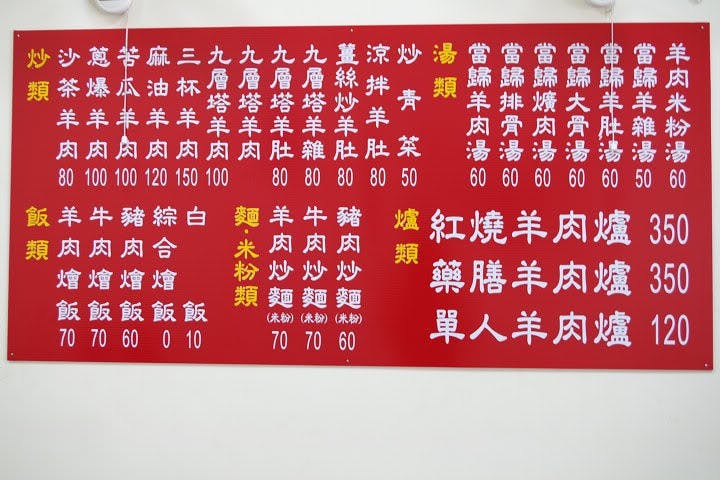 炒類
沙茶羊肉 80
蔥爆羊肉 100
苦瓜羊肉 100
麻油羊肉 120
三杯羊肉 150
九層塔羊肉 100
九層塔羊肉
九層塔羊肚 80
九層塔羊雜 80
薑絲炒羊肚 80
涼拌羊肚 80
炒青菜 50
湯類
當歸羊肉湯 60
當歸排骨湯 60
當歸爌肉湯 60
當歸大骨湯 60
當歸羊肚湯 60
當歸羊雜湯 50
羊肉米粉湯 60
飯類
羊肉燴飯 70
牛肉燴飯 70
豬肉燴飯 60
綜合燴飯 0
白飯 10
麵·米粉類
羊肉炒麵(米粉) 70
牛肉炒麵(米粉) 70
豬肉炒麵(米粉) 60
爐類
紅燒羊肉爐 350
藥膳羊肉爐 350
單人羊肉爐 120